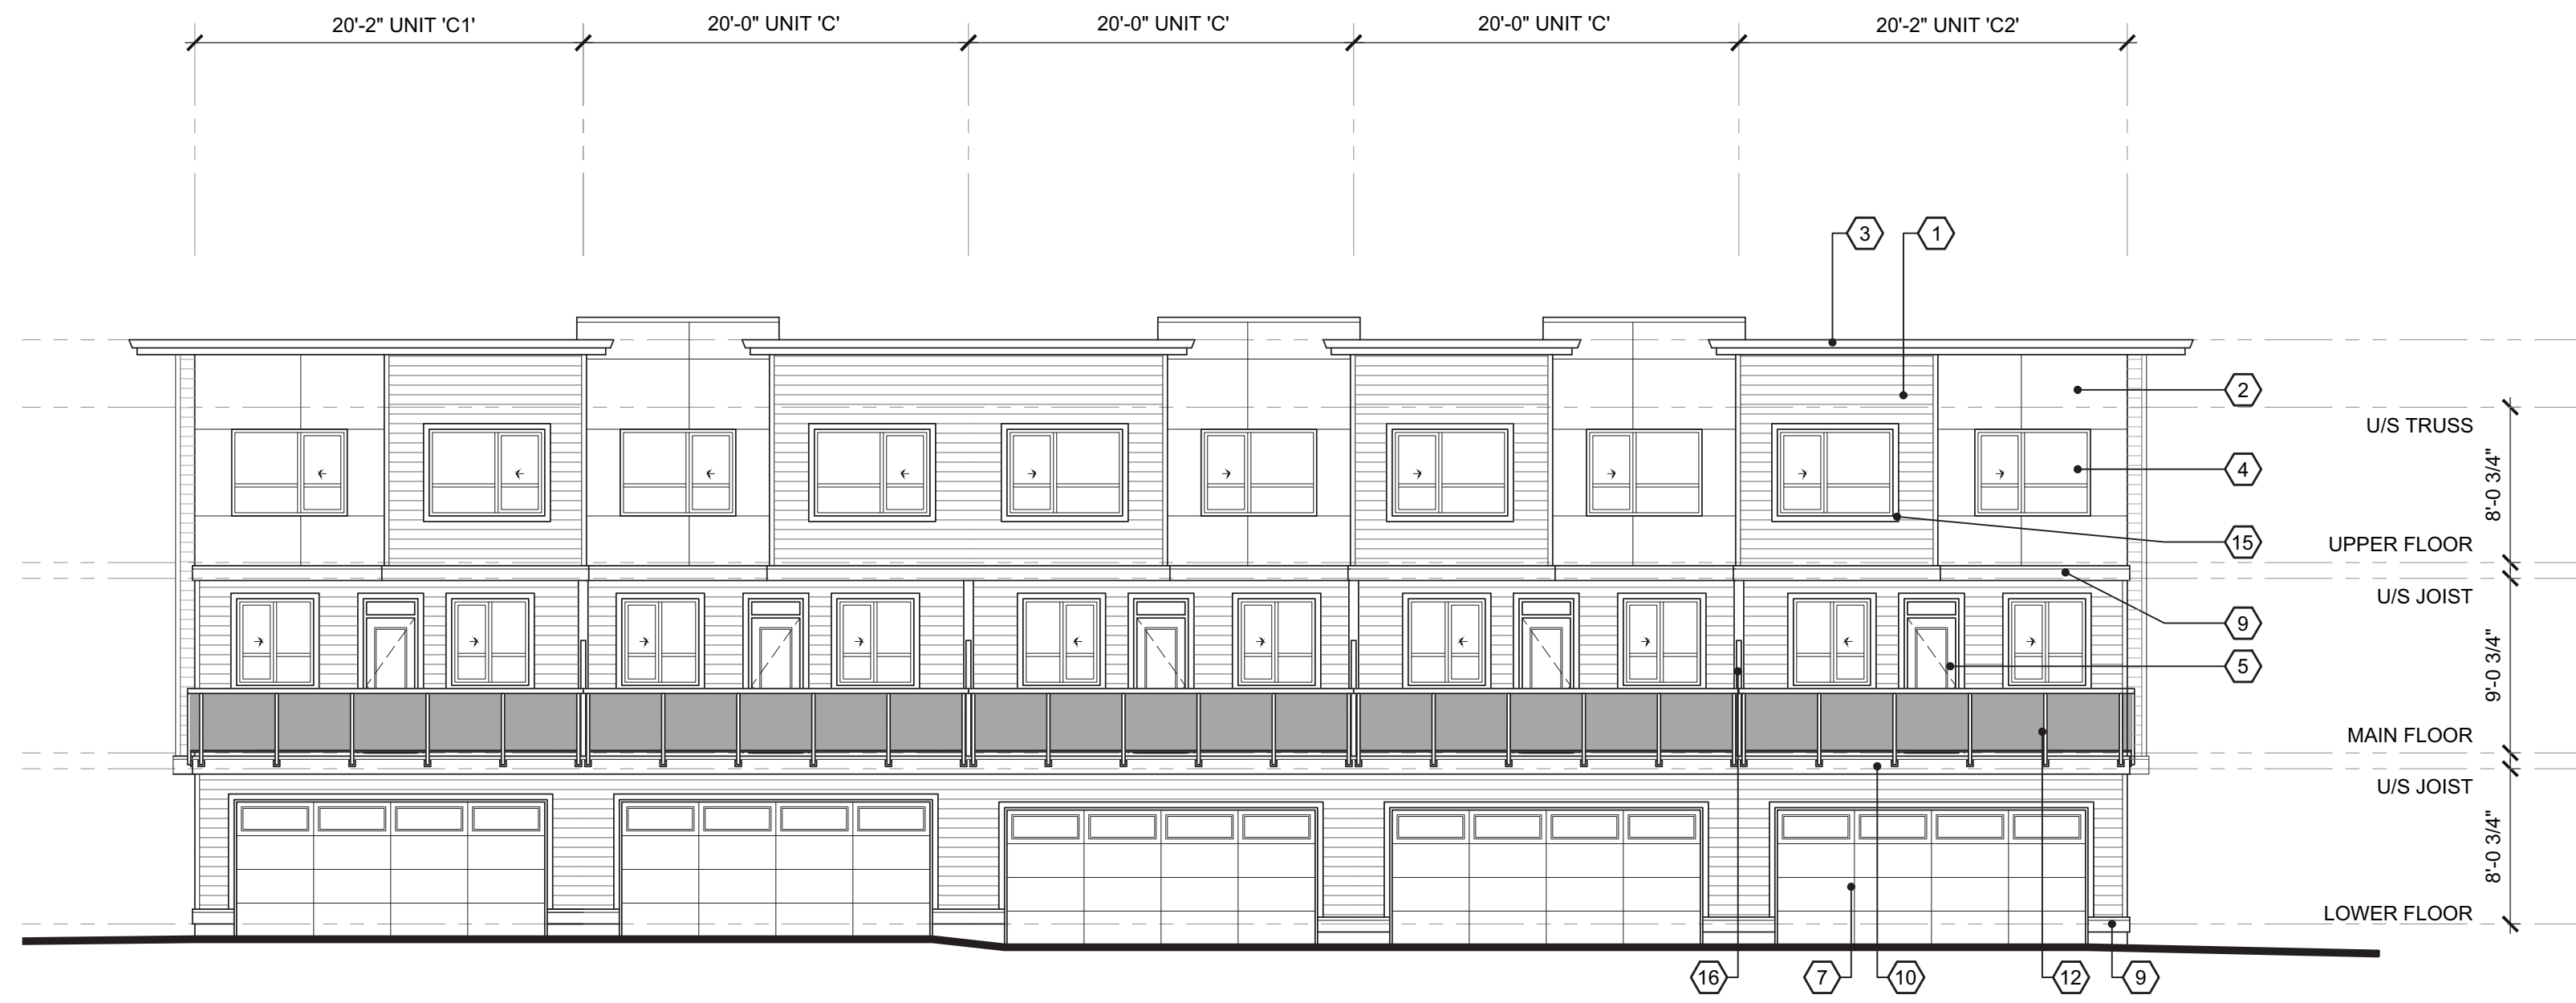 20'-2" UNIT 'C1'
20'-0" UNIT 'C'
20'-0" UNIT 'C'
20'-0" UNIT 'C'
20'-2" UNIT 'C2'
3
1
2
U/S TRUSS
4
8'-0 3/4"
15
UPPER FLOOR
U/S JOIST
9
5
9'-0 3/4"
MAIN FLOOR
U/S JOIST
8'-0 3/4"
LOWER FLOOR
16
7
10
12
9